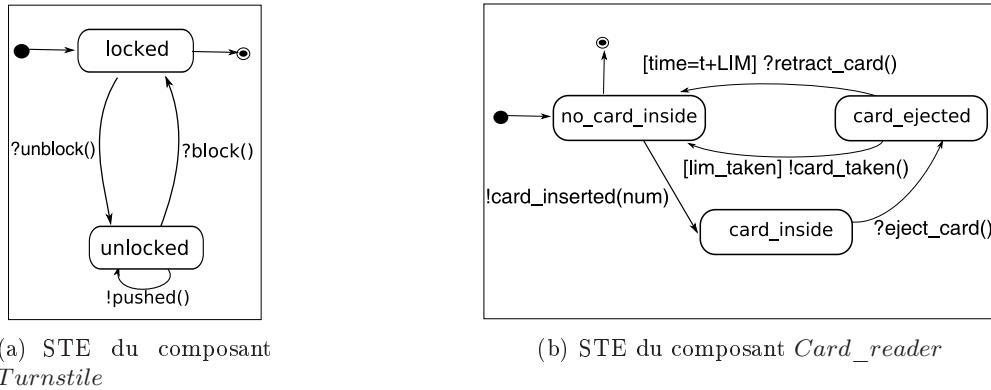 locked
?unblock()
?block()
unlocked
!pushed()
(a) STE du composant
Turnstile
[time=t+LIM] ?retract_card()
no_card_inside
card_ejected
[lim_taken] !card_taken()
!card_inserted(num)
card_inside
?eject_card()
(b) STE du composant Card_reader